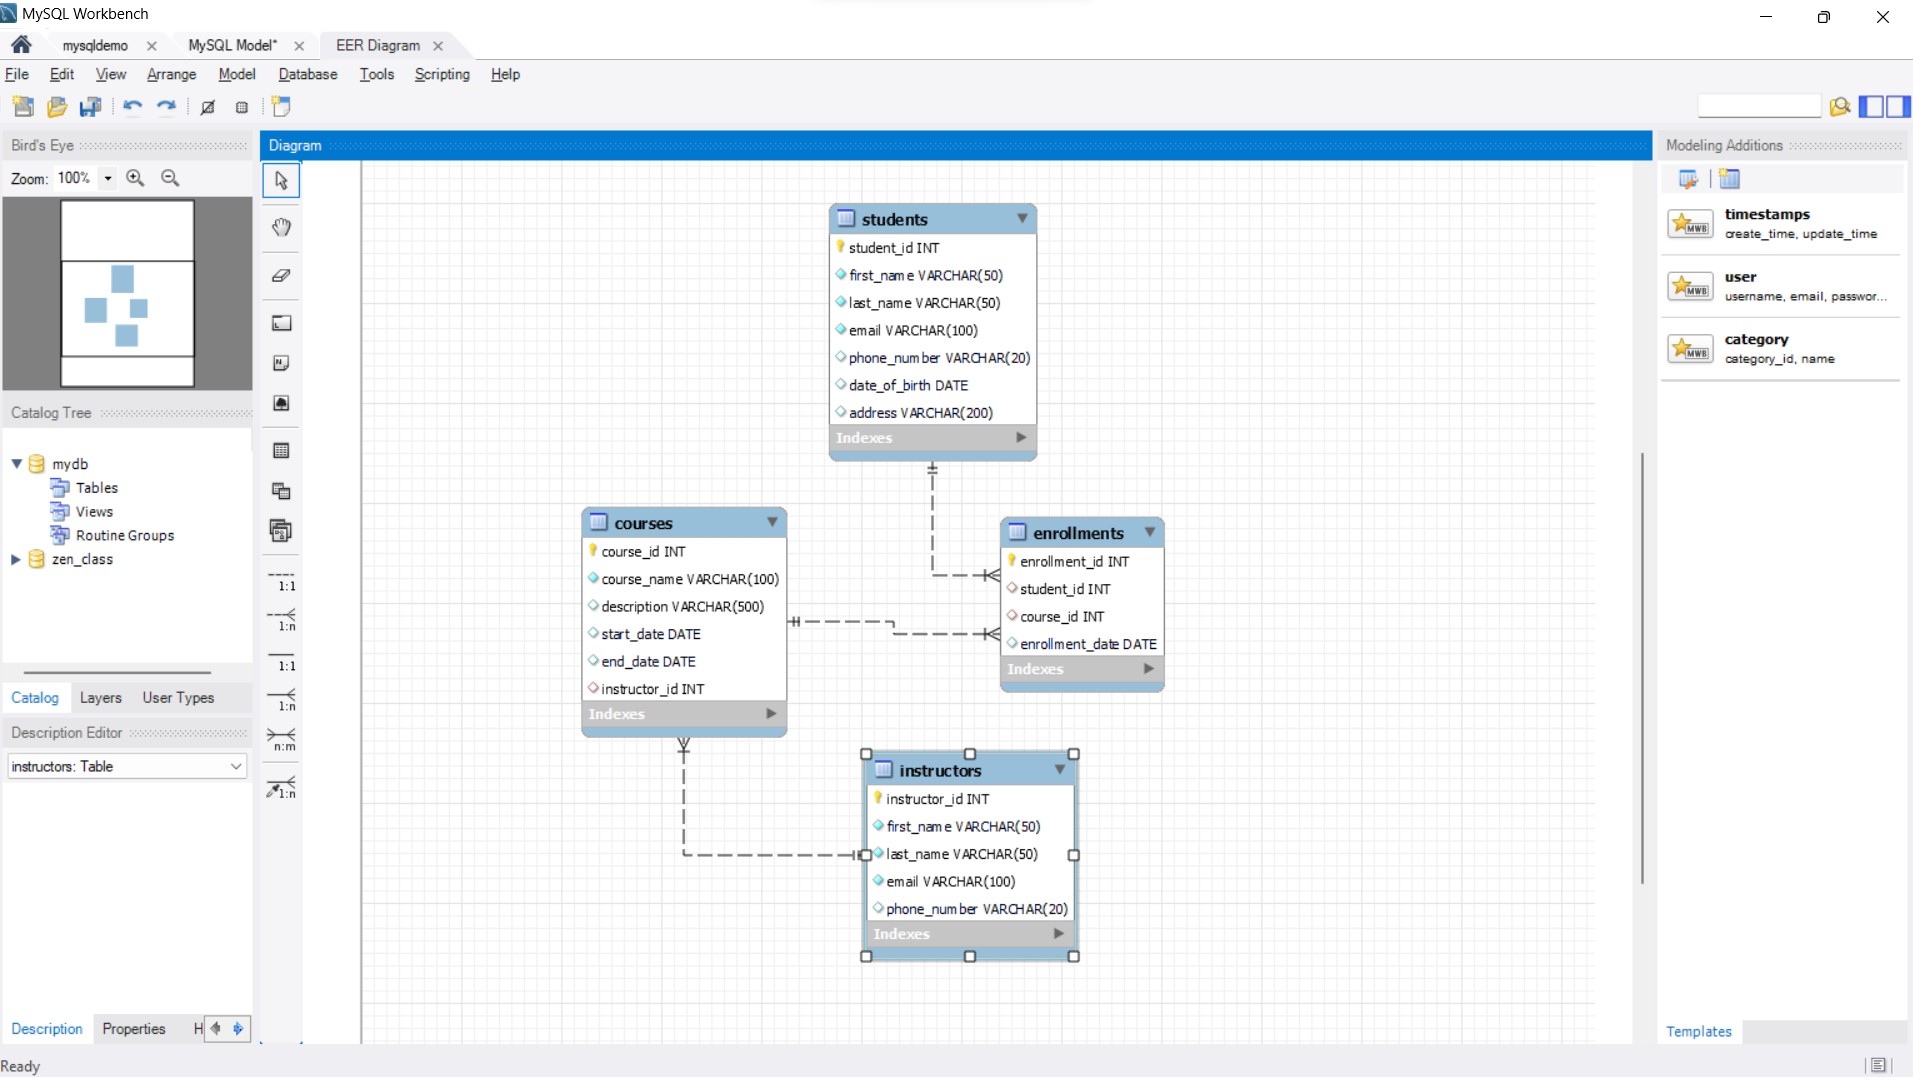 MySQL Workbench
mysqldemo
MySQL Model*
EER Diagram
File Edit View Arrange Model Database Tools Scripting Help
Bird's Eye
Zoom: 100%
Catalog Tree
mydb
Tables
Views
Routine Groups
zen_class
Catalog Layers User Types
Description Editor
instructors: Table
Description Properties H
Ready
Diagram
N
1:1
1:n
1:1
1:n
n:m
1:n
students
student_id INT
first_name VARCHAR(50)
last_name VARCHAR(50)
email VARCHAR(100)
phone_number VARCHAR(20)
date_of_birth DATE
address VARCHAR(200)
Indexes
courses
course_id INT
course_name VARCHAR(100)
description VARCHAR(500)
start_date DATE
end_date DATE
instructor_id INT
Indexes
enrollments
enrollment_id INT
student_id INT
course_id INT
enrollment_date DATE
Indexes
instructors
instructor_id INT
first_name VARCHAR(50)
last_name VARCHAR(50)
email VARCHAR(100)
phone_number VARCHAR(20)
Indexes
Modeling Additions
MWB
timestamps
create_time, update_time
MWB
user
username, email, passwor...
MWB
category
category_id, name
Templates